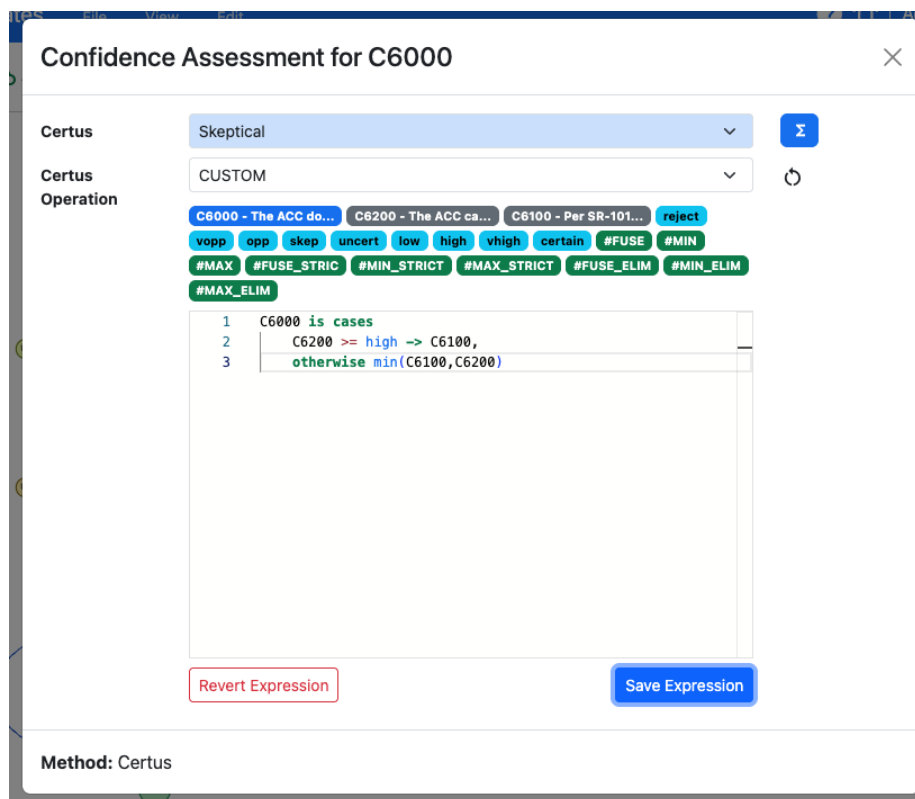 File View Edit
Confidence Assessment for C6000
Certus Skeptical Σ
Certus Operation CUSTOM
C6000 - The ACC do... C6200 - The ACC ca... C6100 - Per SR-101... reject
vopp opp skep uncert low high vhigh certain #FUSE #MIN
#MAX #FUSE_STRIC #MIN_STRICT #MAX_STRICT #FUSE_ELIM #MIN_ELIM
#MAX_ELIM
1 C6000 is cases
2 C6200 >= high -> C6100,
3 otherwise min(C6100,C6200)
Revert Expression Save Expression
Method: Certus